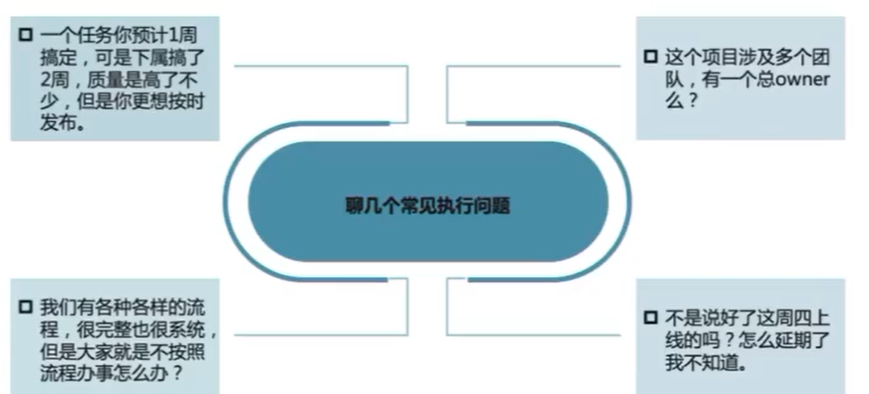 一个任务你预计1周
搞定，可是下属搞了
2周，质量是高了不
少，但是你更想按时
发布。
这个项目涉及多个团
队，有一个总owner
么？
聊几个常见执行问题
我们有各种各样的流
程，很完整也很系统，
但是大家就是不按照
流程办事怎么办？
不是说好了这周四上
线的吗？怎么延期了
我不知道。